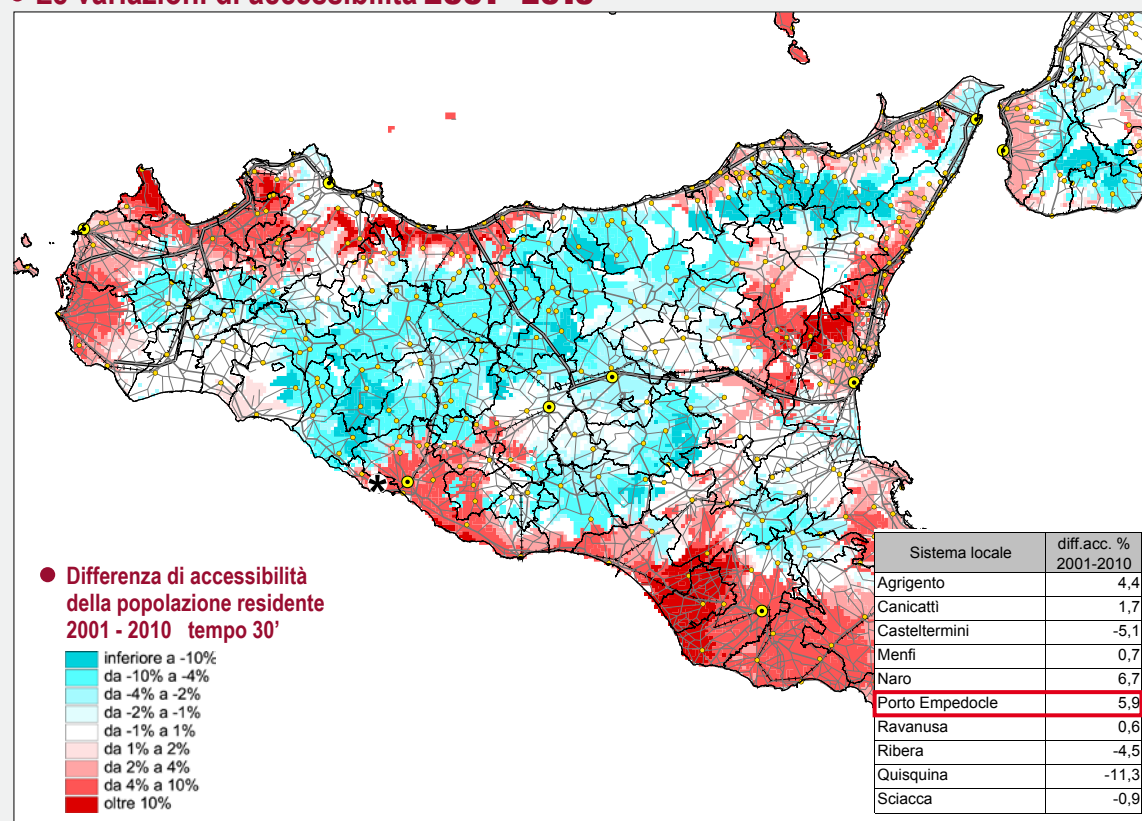 Differenza di accessibilità
della popolazione residente
2001 - 2010 tempo 30'
inferiore a -10%
da -10% a -4%
da -4% a -2%
da -2% a -1%
da -1% a 1%
da 1% a 2%
da 2% a 4%
da 4% a 10%
oltre 10%
*
Sistema locale diff.acc. % 2001-2010
Agrigento 4,4
Canicattì 1,7
Casteltermini -5,1
Menfi 0,7
Naro 6,7
Porto Empedocle 5,9
Ravanusa 0,6
Ribera -4,5
Quisquina -11,3
Sciacca -0,9